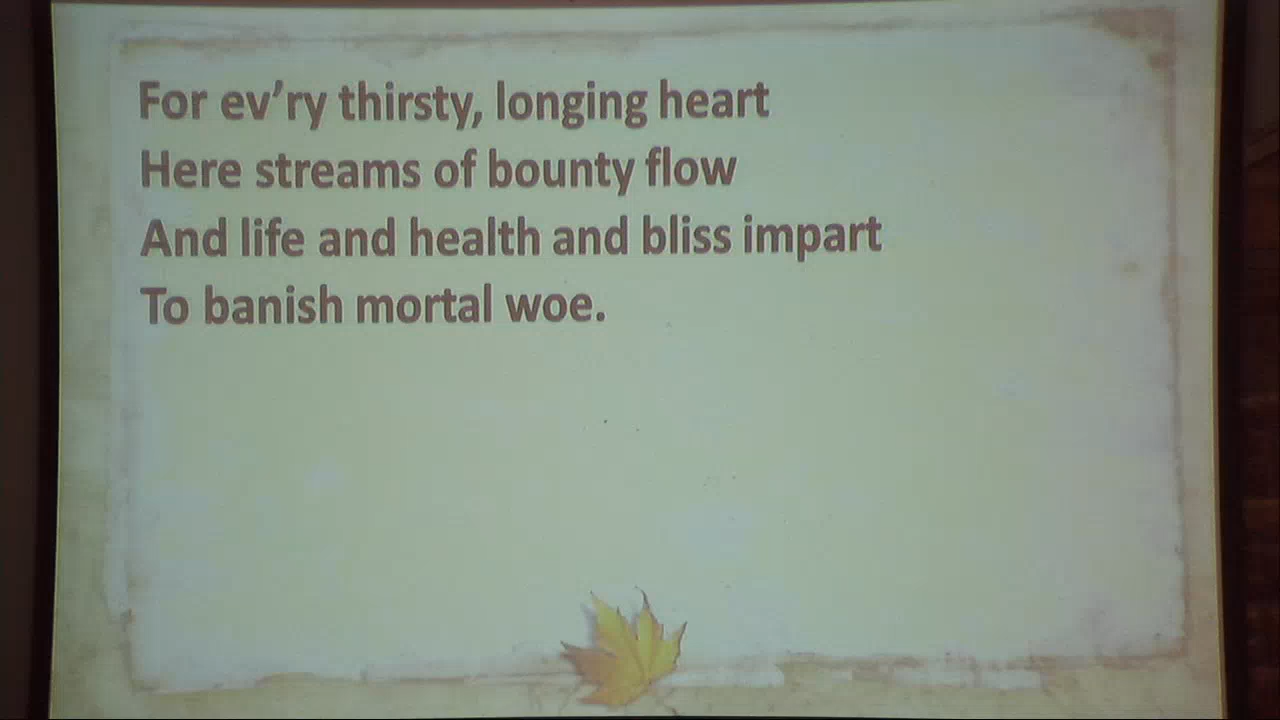 For ev’ry thirsty, longing heart
Here streams of bounty flow
And life and health and bliss impart
To banish mortal woe.